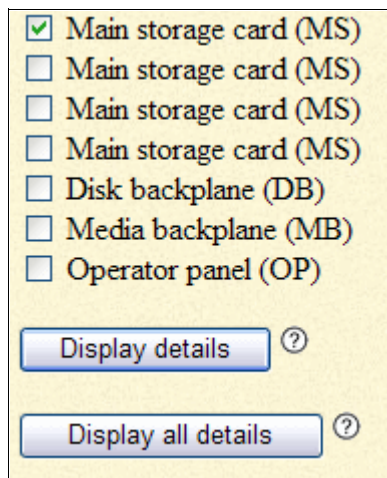 Main storage card (MS)
Main storage card (MS)
Main storage card (MS)
Main storage card (MS)
Disk backplane (DB)
Media backplane (MB)
Operator panel (OP)
Display details ?
Display all details ?